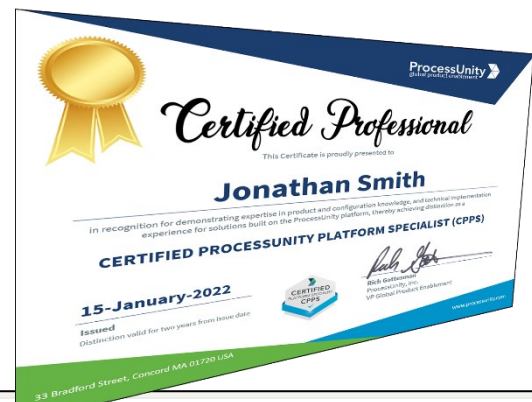 ProcessUnity
global product enablement
Certified Professional
This Certificate is proudly presented to
Jonathan Smith
in recognition for demonstrating expertise in product and configuration knowledge, and technical implementation
experience for solutions built on the ProcessUnity platform, thereby achieving distinction as a
CERTIFIED PROCESSUNITY PLATFORM SPECIALIST (CPPS)
15-January-2022
Issued
Distinction valid for two years from issue date
CERTIFIED
PLATFORM SPECIALIST
CPPS
Rich Gottesman
ProcessUnity, Inc.
VP Global Product Enablement
www.processunity.com
33 Bradford Street, Concord MA 01720 USA